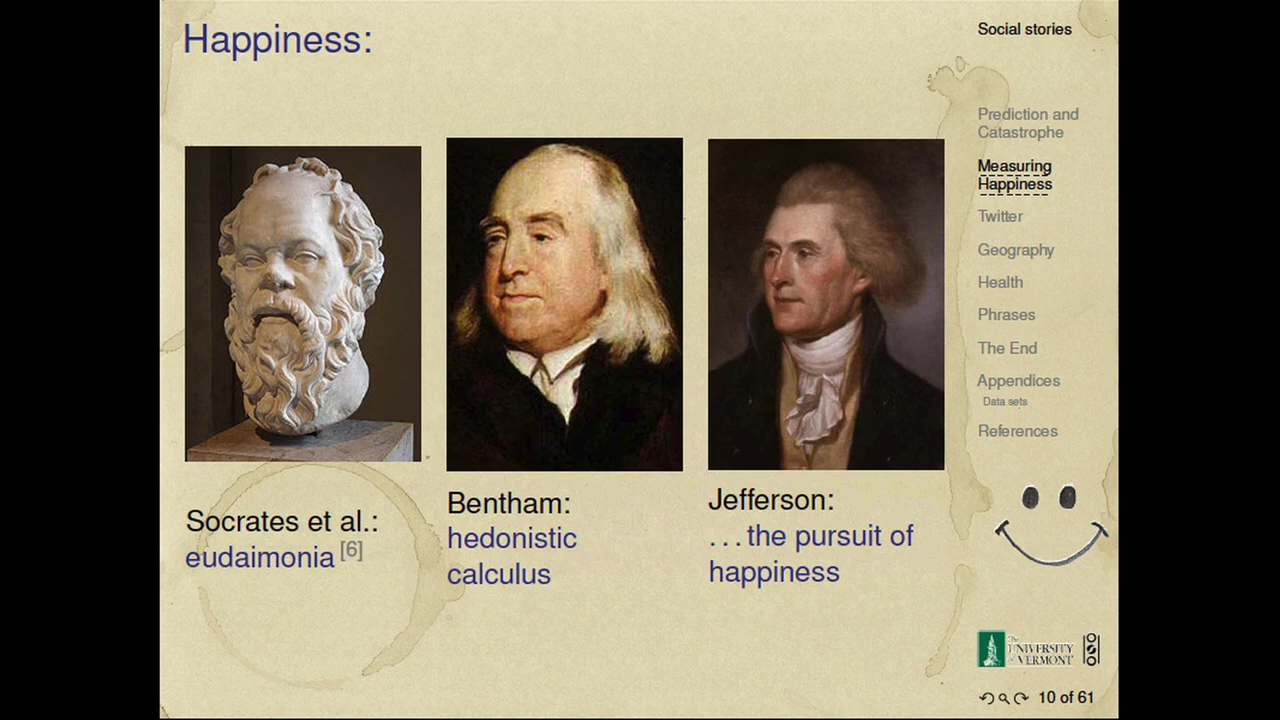 Happiness:
Social stories
Prediction and
Catastrophe
Measuring
Happiness
Twitter
Geography
Health
Phrases
The End
Appendices
Data sets
References
Socrates et al.:
eudaimonia [6]
Bentham:
hedonistic
calculus
Jefferson:
. . . the pursuit of
happiness
The
UNIVERSITY
of VERMONT
10 of 61